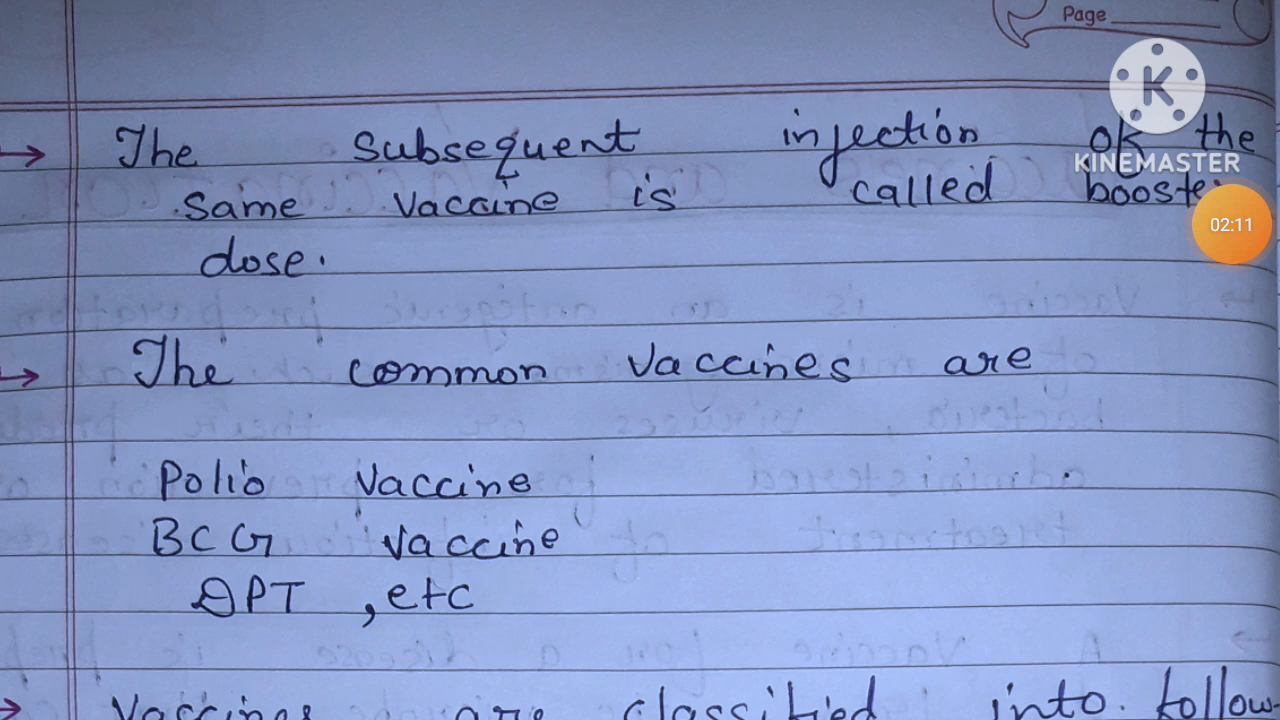 Page
KINEMASTER
02:11
→ The subsequent injection of the
same vaccine is called booste
dose.
→ The common vaccines are
Polio vaccine
BCG vaccine
DPT, etc
→ Vaccines are classified into follow